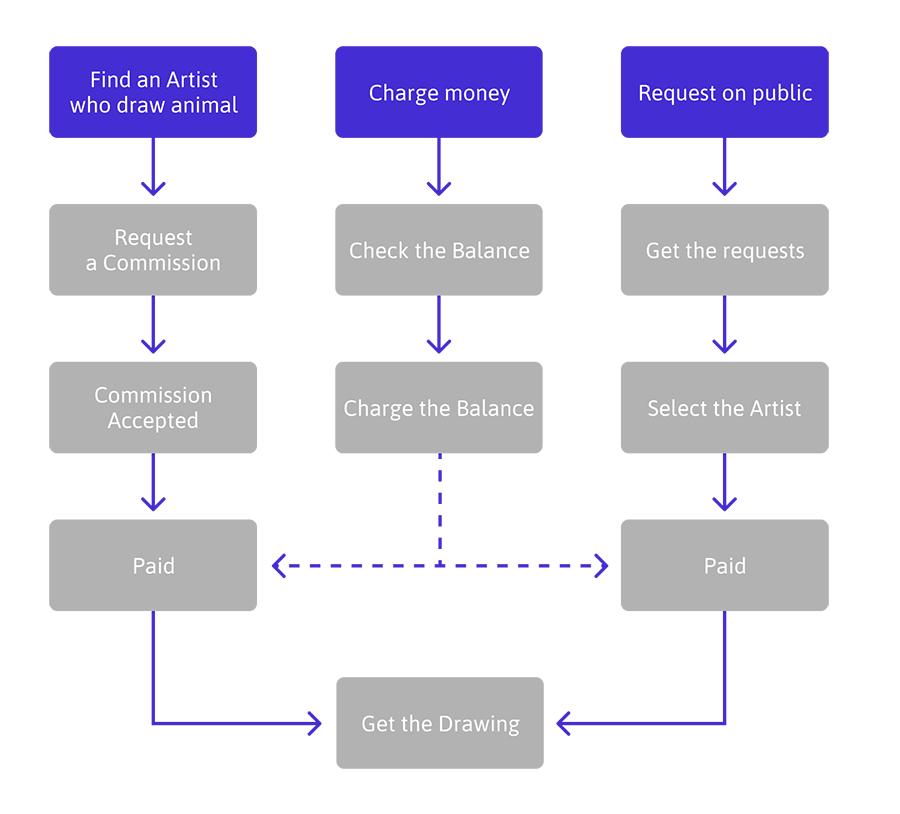 Find an Artist
who draw animal
Charge money
Request on public
Request
a Commission
Check the Balance
Get the requests
Commission
Accepted
Charge the Balance
Select the Artist
Paid
Paid
Get the Drawing